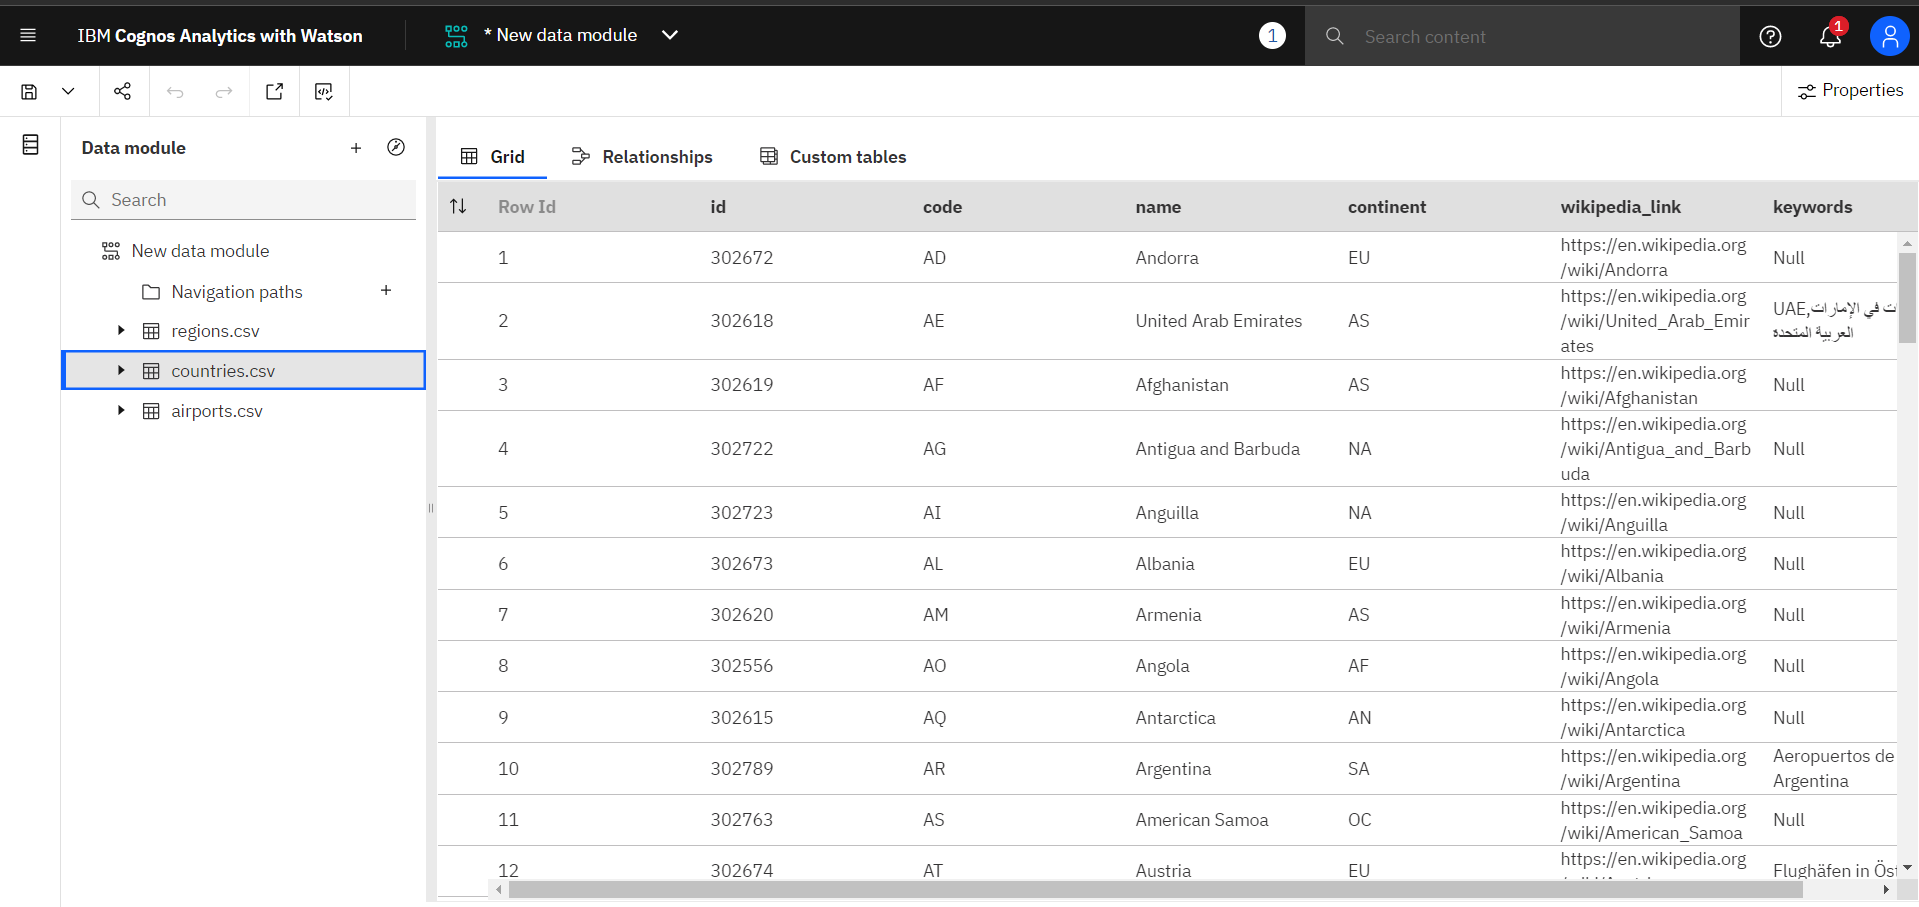 IBM Cognos Analytics with Watson
* New data module
1
Search content
1
Properties
Data module
Search
New data module
Navigation paths
regions.csv
countries.csv
airports.csv
Grid
Relationships
Custom tables
Row Id id code name continent wikipedia_link keywords
1 302672 AD Andorra EU https://en.wikipedia.org Null
/wiki/Andorra
2 302618 AE United Arab Emirates AS https://en.wikipedia.org UAE,ات في الإمارات
/wiki/United_Arab_Emir العربية المتحدة
ates
3 302619 AF Afghanistan AS https://en.wikipedia.org Null
/wiki/Afghanistan
4 302722 AG Antigua and Barbuda NA https://en.wikipedia.org Null
/wiki/Antigua_and_Barb
uda
5 302723 AI Anguilla NA https://en.wikipedia.org Null
/wiki/Anguilla
6 302673 AL Albania EU https://en.wikipedia.org Null
/wiki/Albania
7 302620 AM Armenia AS https://en.wikipedia.org Null
/wiki/Armenia
8 302556 AO Angola AF https://en.wikipedia.org Null
/wiki/Angola
9 302615 AQ Antarctica AN https://en.wikipedia.org Null
/wiki/Antarctica
10 302789 AR Argentina SA https://en.wikipedia.org Aeropuertos de
/wiki/Argentina Argentina
11 302763 AS American Samoa OC https://en.wikipedia.org Null
/wiki/American_Samoa
12 302674 AT Austria EU https://en.wikipedia.org Flughäfen in Öst